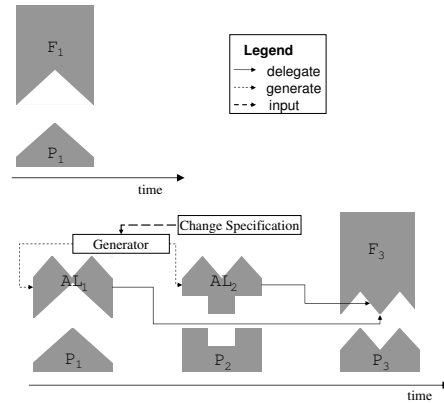 F1
P1
time
Legend
delegate
generate
input
Change Specification
Generator
AL1
AL2
F3
P1
P2
P3
time